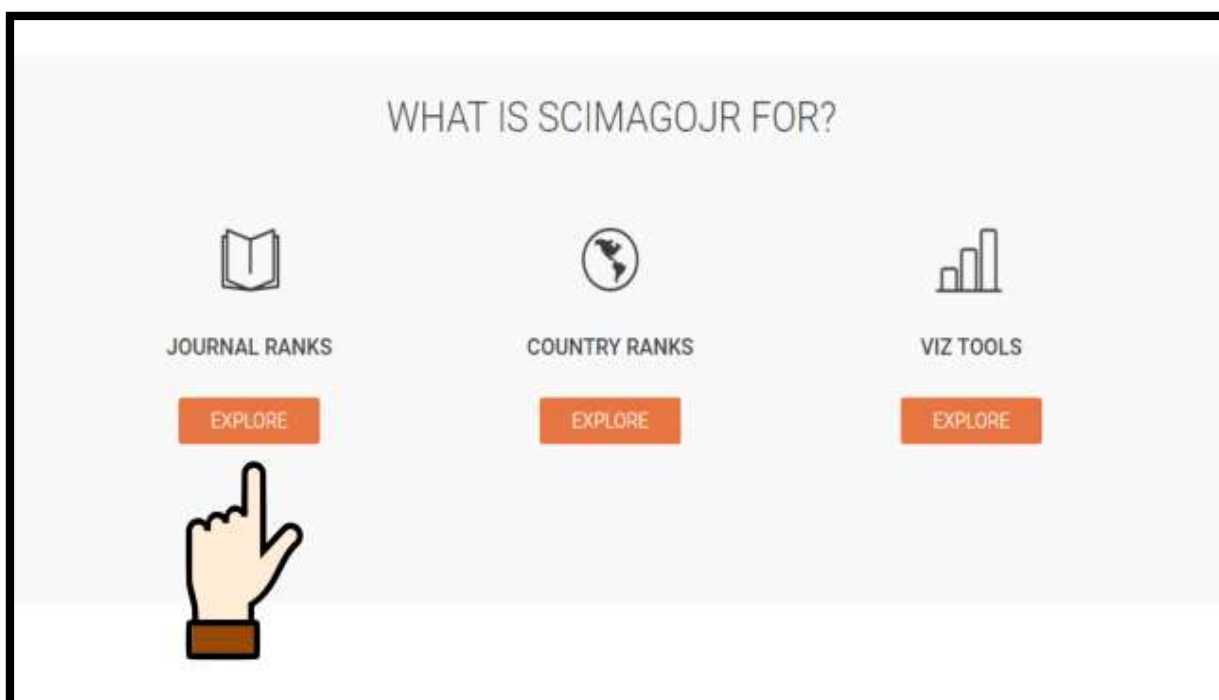 WHAT IS SCIMAGOJR FOR?
JOURNAL RANKS
COUNTRY RANKS
VIZ TOOLS
EXPLORE
EXPLORE
EXPLORE